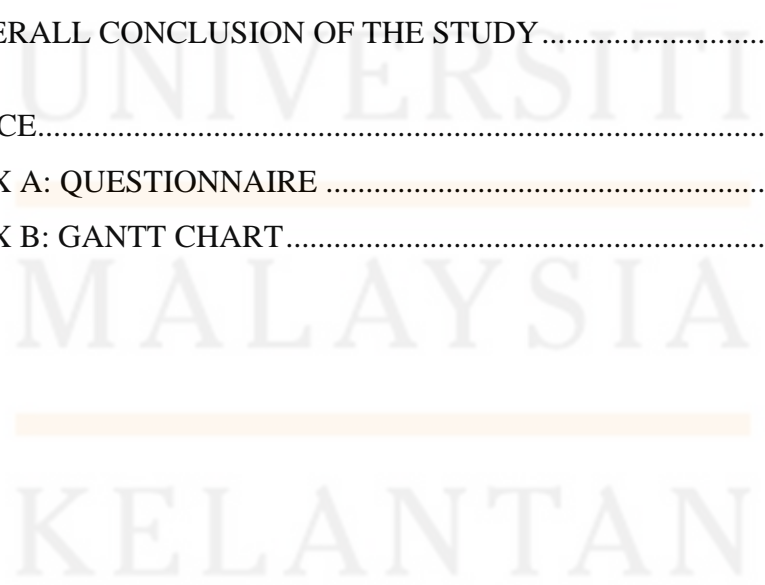 ERALL CONCLUSION OF THE STUDY............................
UNIVERSITI
CE..........................................................................................
X A: QUESTIONNAIRE ......................................................
X B: GANTT CHART...........................................................
MALAYSIA
KELANTAN